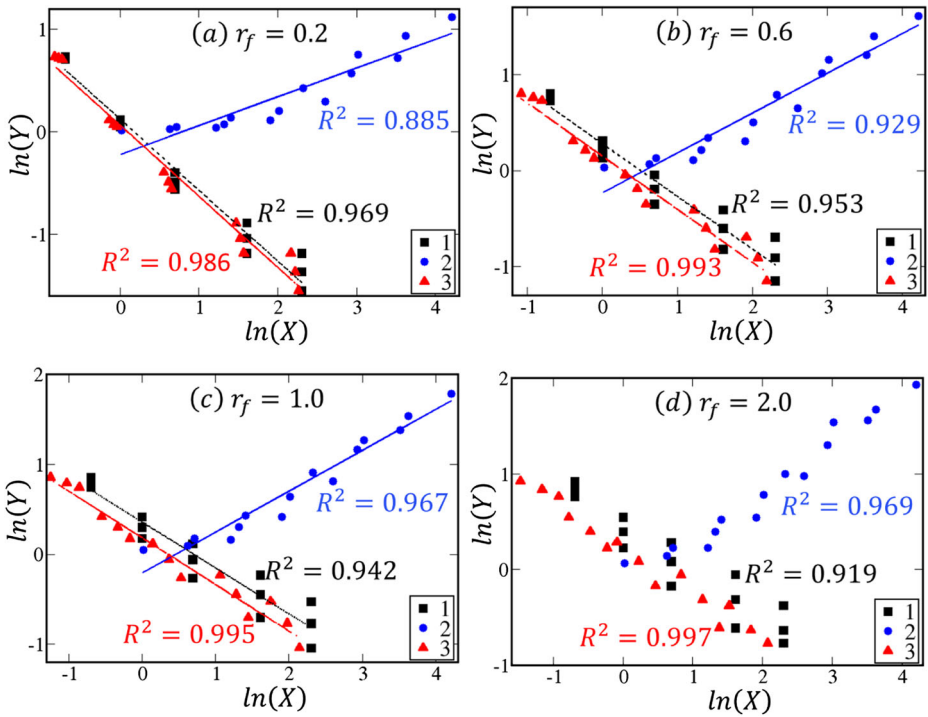 (a) r_f = 0.2
1
0
-1
ln(Y)
R² = 0.885
R² = 0.969
R² = 0.986
1
2
3
0
1
2
3
4
ln(X)
(b) r_f = 0.6
1
0
-1
ln(Y)
R² = 0.929
R² = 0.953
R² = 0.993
1
2
3
-1
0
1
2
3
4
ln(X)
(c) r_f = 1.0
2
1
0
-1
ln(Y)
R² = 0.967
R² = 0.942
R² = 0.995
1
2
3
-1
0
1
2
3
4
ln(X)
(d) r_f = 2.0
2
1
0
-1
ln(Y)
R² = 0.969
R² = 0.919
R² = 0.997
1
2
3
-1
0
1
2
3
4
ln(X)